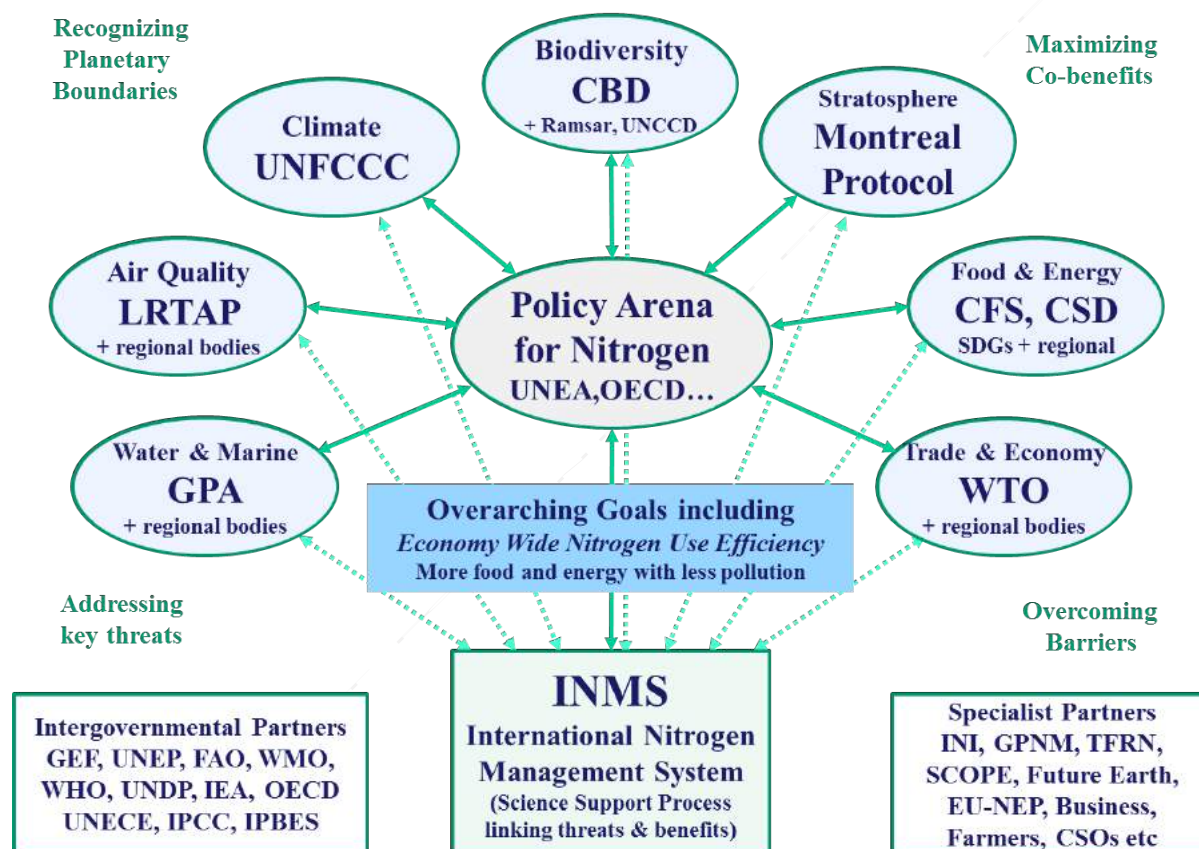 Recognizing
Planetary
Boundaries
Biodiversity
CBD
+ Ramsar, UNCCD
Maximizing
Co-benefits
Climate
UNFCCC
Stratosphere
Montreal
Protocol
Air Quality
LRTAP
+ regional bodies
Policy Arena
for Nitrogen
UNEA,OECD…
Food & Energy
CFS, CSD
SDGs + regional
Water & Marine
GPA
+ regional bodies
Trade & Economy
WTO
+ regional bodies
Overarching Goals including
Economy Wide Nitrogen Use Efficiency
More food and energy with less pollution
Addressing
key threats
Overcoming
Barriers
Intergovernmental Partners
GEF, UNEP, FAO, WMO,
WHO, UNDP, IEA, OECD
UNECE, IPCC, IPBES
INMS
International Nitrogen
Management System
(Science Support Process
linking threats & benefits)
Specialist Partners
INI, GPNM, TFRN,
SCOPE, Future Earth,
EU-NEP, Business,
Farmers, CSOs etc